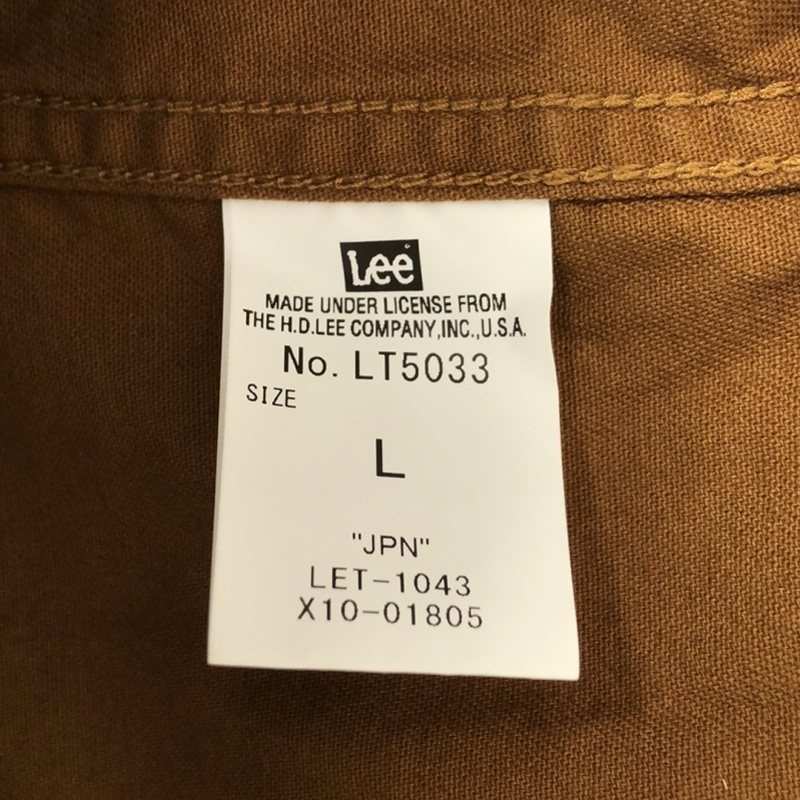 Lee
MADE UNDER LICENSE FROM
THE H.D.LEE COMPANY,INC.,U.S.A.
No. LT5033
SIZE
L
"JPN"
LET-1043
X10-01805